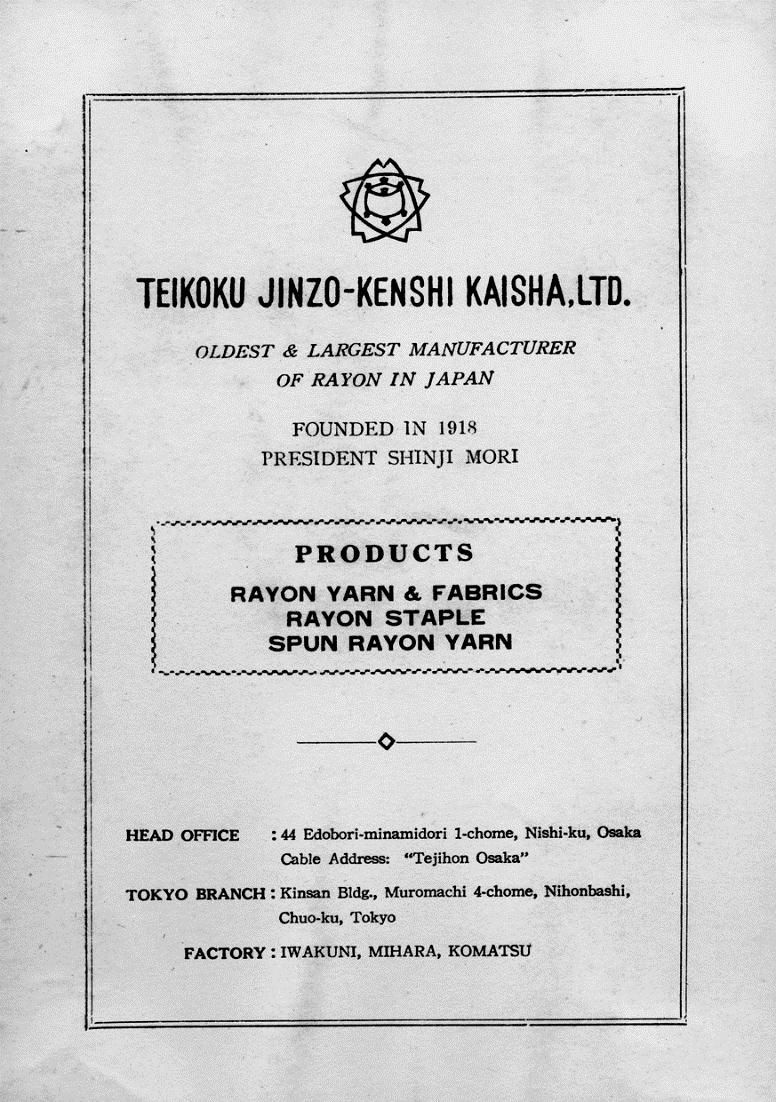 TEIKOKU JINZO-KENSHI KAISHA, LTD.
OLDEST & LARGEST MANUFACTURER
OF RAYON IN JAPAN
FOUNDED IN 1918
PRESIDENT SHINJI MORI
PRODUCTS
RAYON YARN & FABRICS
RAYON STAPLE
SPUN RAYON YARN
HEAD OFFICE : 44 Edobori-minamidori 1-chome, Nishi-ku, Osaka
Cable Address: “Tejihon Osaka”
TOKYO BRANCH : Kinsan Bldg., Muromachi 4-chome, Nihonbashi,
Chuo-ku, Tokyo
FACTORY : IWAKUNI, MIHARA, KOMATSU